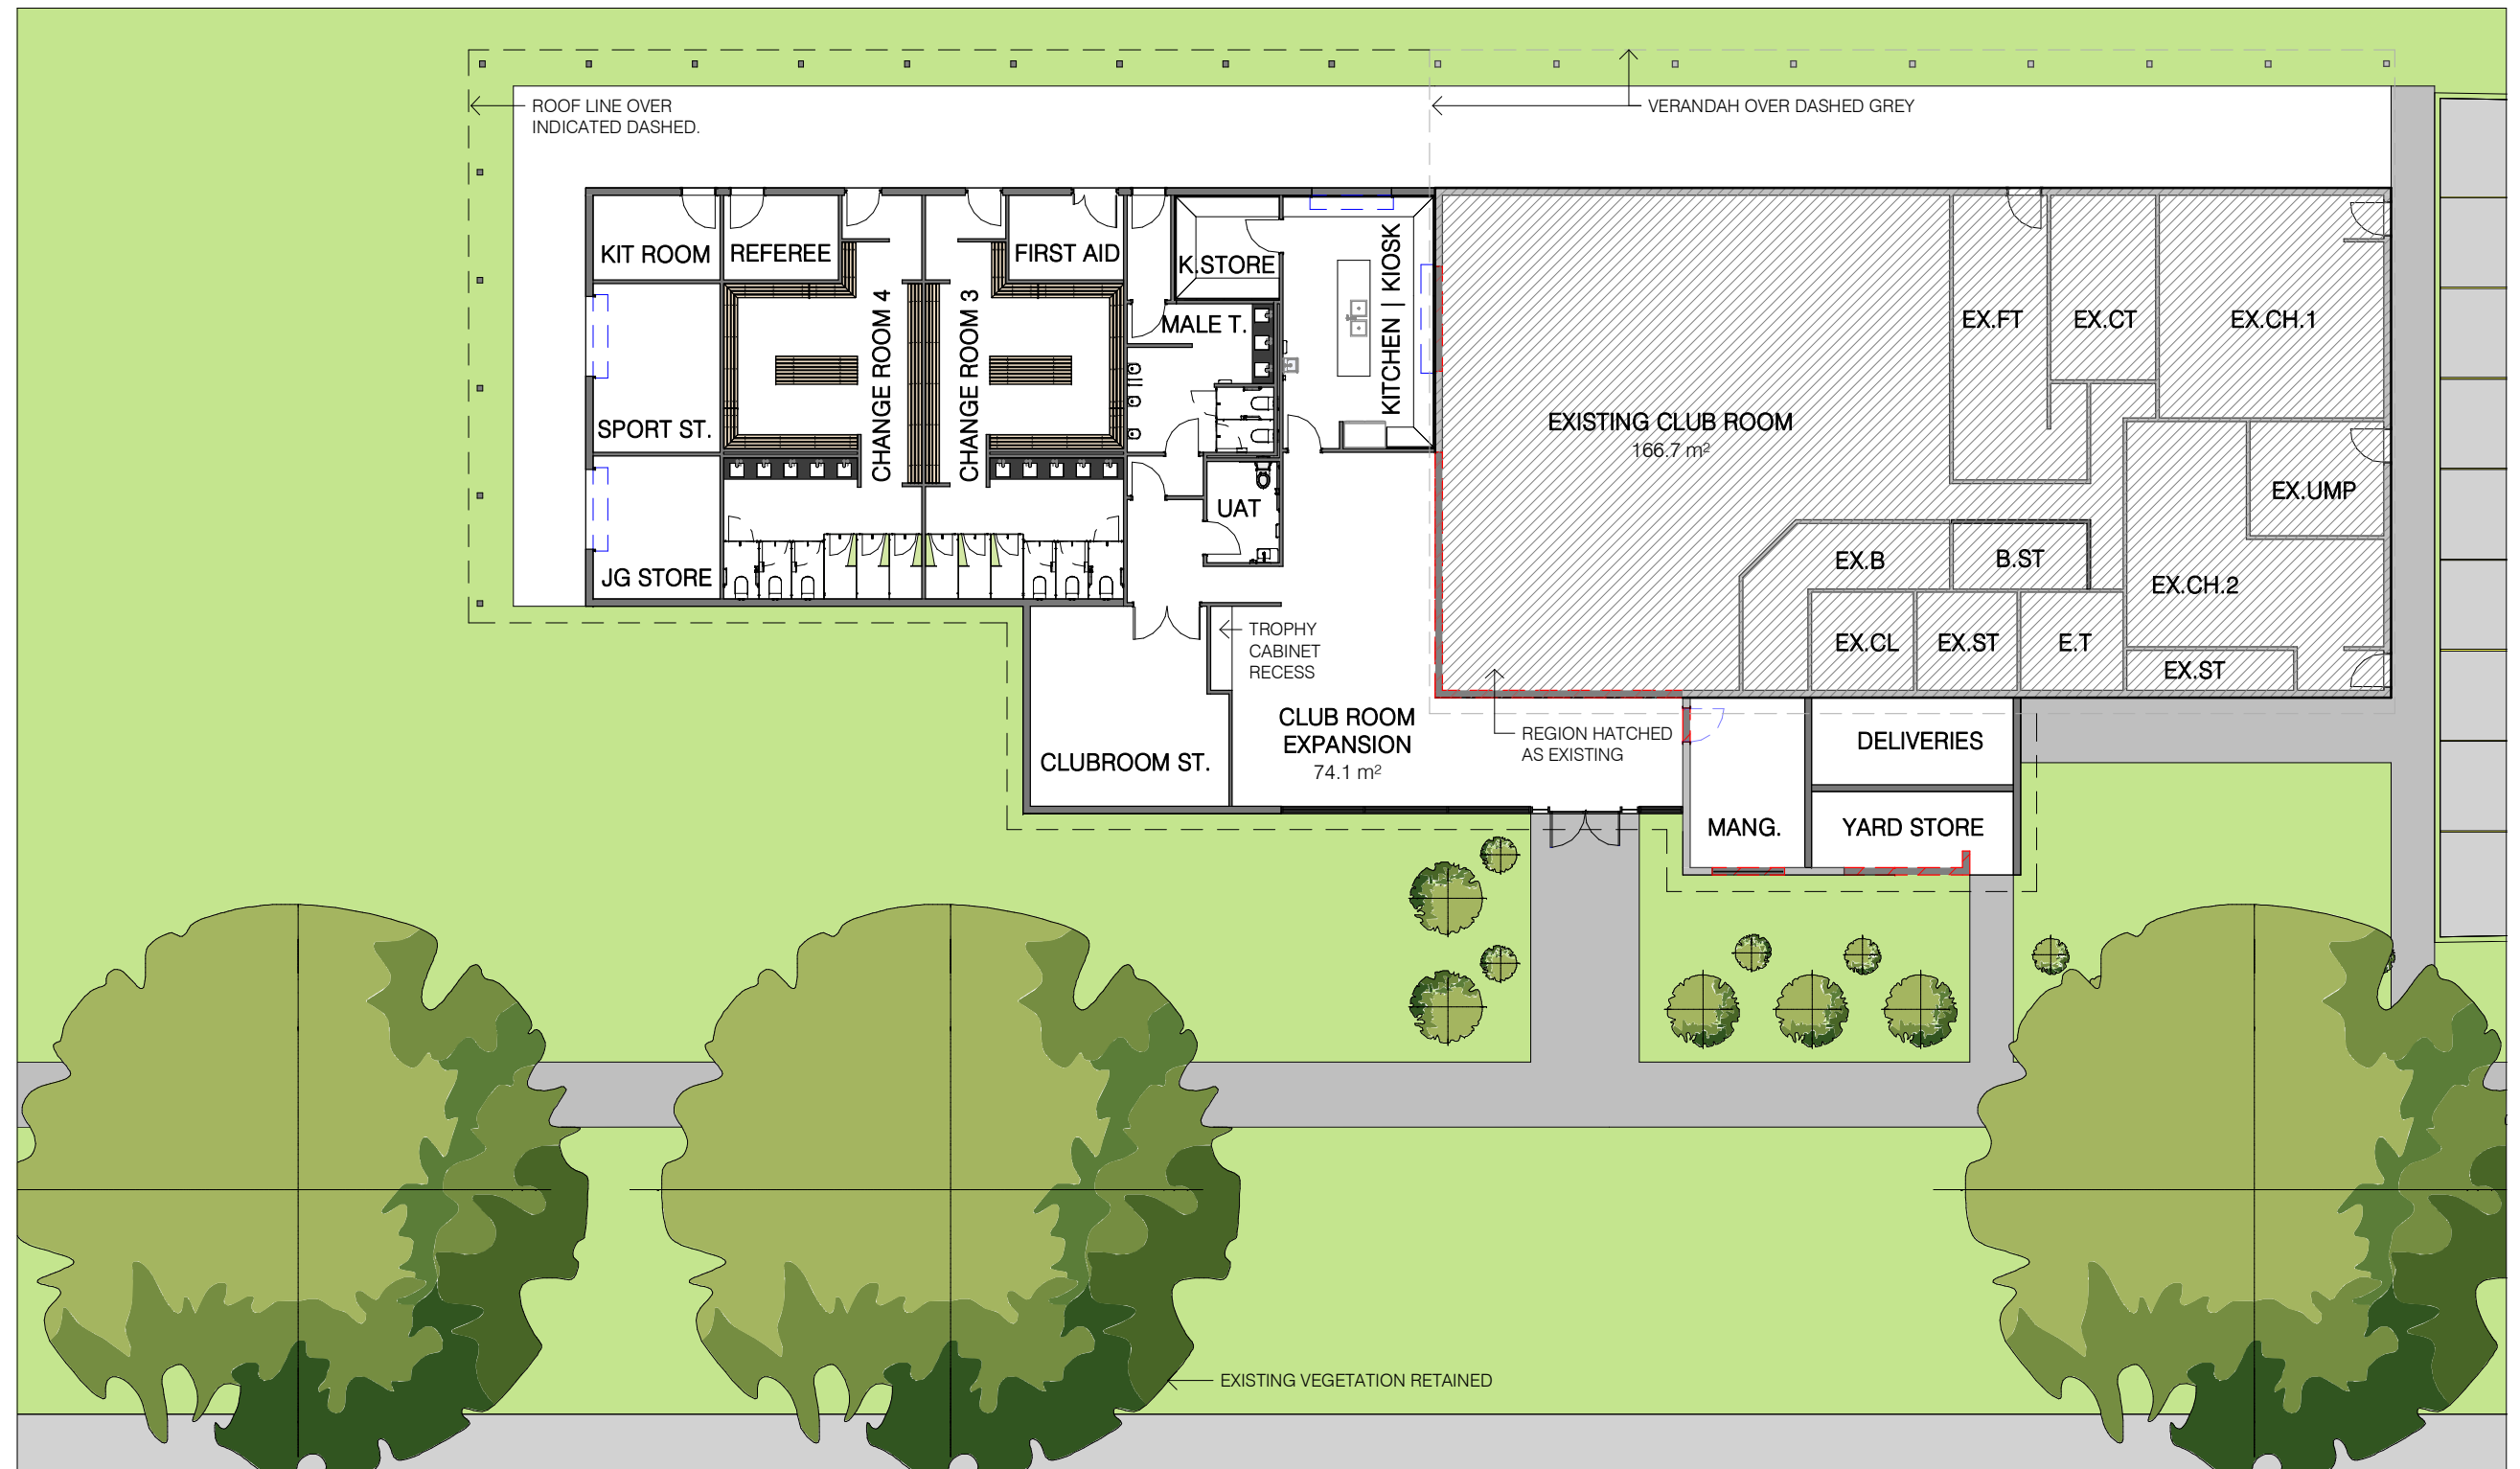 ROOF LINE OVER
INDICATED DASHED.
VERANDAH OVER DASHED GREY
KIT ROOM
REFEREE
FIRST AID
K.STORE
KITCHEN | KIOSK
CHANGE ROOM 4
CHANGE ROOM 3
MALE T.
SPORT ST.
JG STORE
UAT
EXISTING CLUB ROOM
166.7 m²
EX.FT
EX.CT
EX.CH.1
EX.UMP
EX.B
B.ST
EX.CH.2
EX.CL
EX.ST
E.T
EX.ST
TROPHY
CABINET
RECESS
CLUB ROOM
EXPANSION
74.1 m²
REGION HATCHED
AS EXISTING
CLUBROOM ST.
DELIVERIES
MANG.
YARD STORE
EXISTING VEGETATION RETAINED